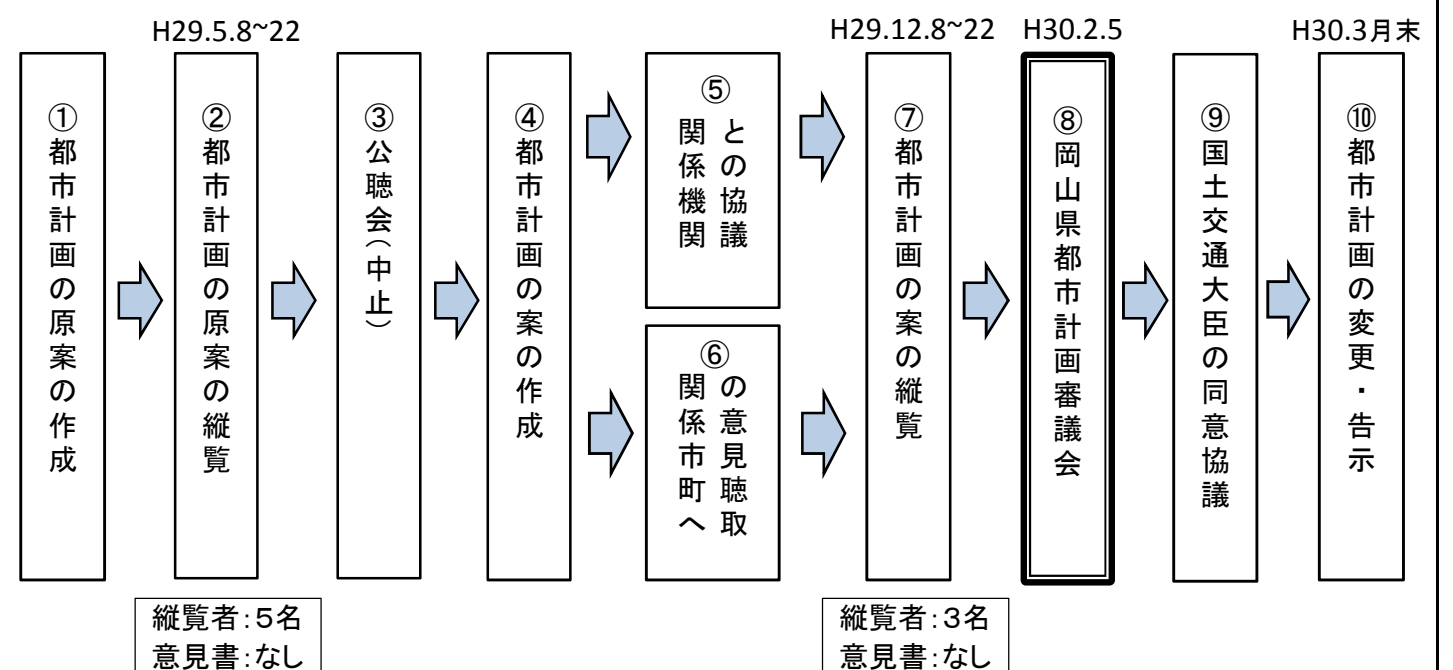 H29.5.8~22
H29.12.8~22
H30.2.5
H30.3月末
①都市計画の原案の作成
②都市計画の原案の縦覧
③公聴会(中止)
④都市計画の案の作成
⑤
との協議
関係機関
⑥
の意見聴取
関係市町へ
⑦都市計画の案の縦覧
⑧岡山県都市計画審議会
⑨国土交通大臣の同意協議
⑩都市計画の変更・告示
縦覧者:5名
意見書:なし
縦覧者:3名
意見書:なし